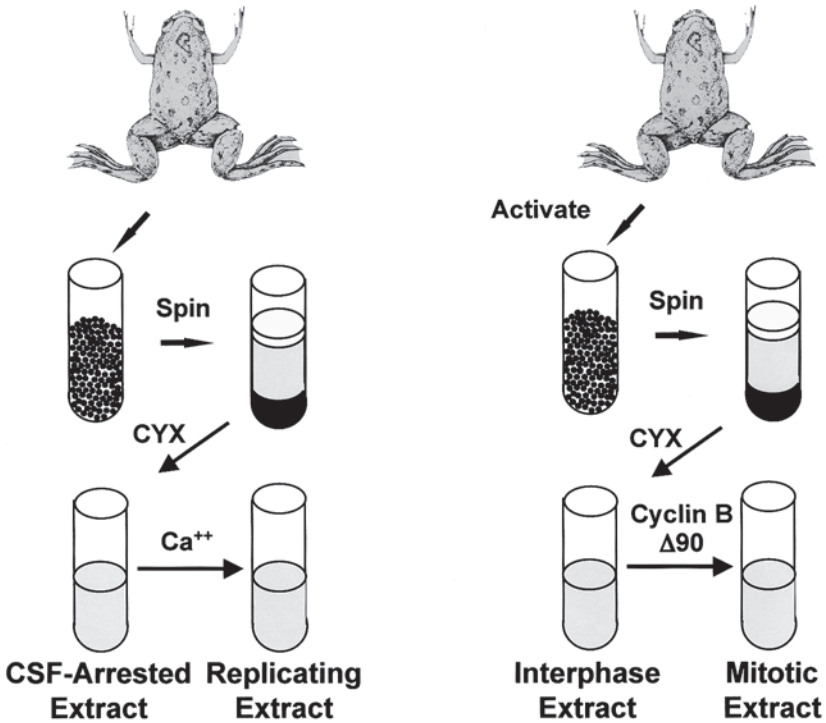 Activate
Spin
Spin
CYX
CYX
Ca++
Cyclin B
Δ90
CSF-Arrested
Extract
Replicating
Extract
Interphase
Extract
Mitotic
Extract